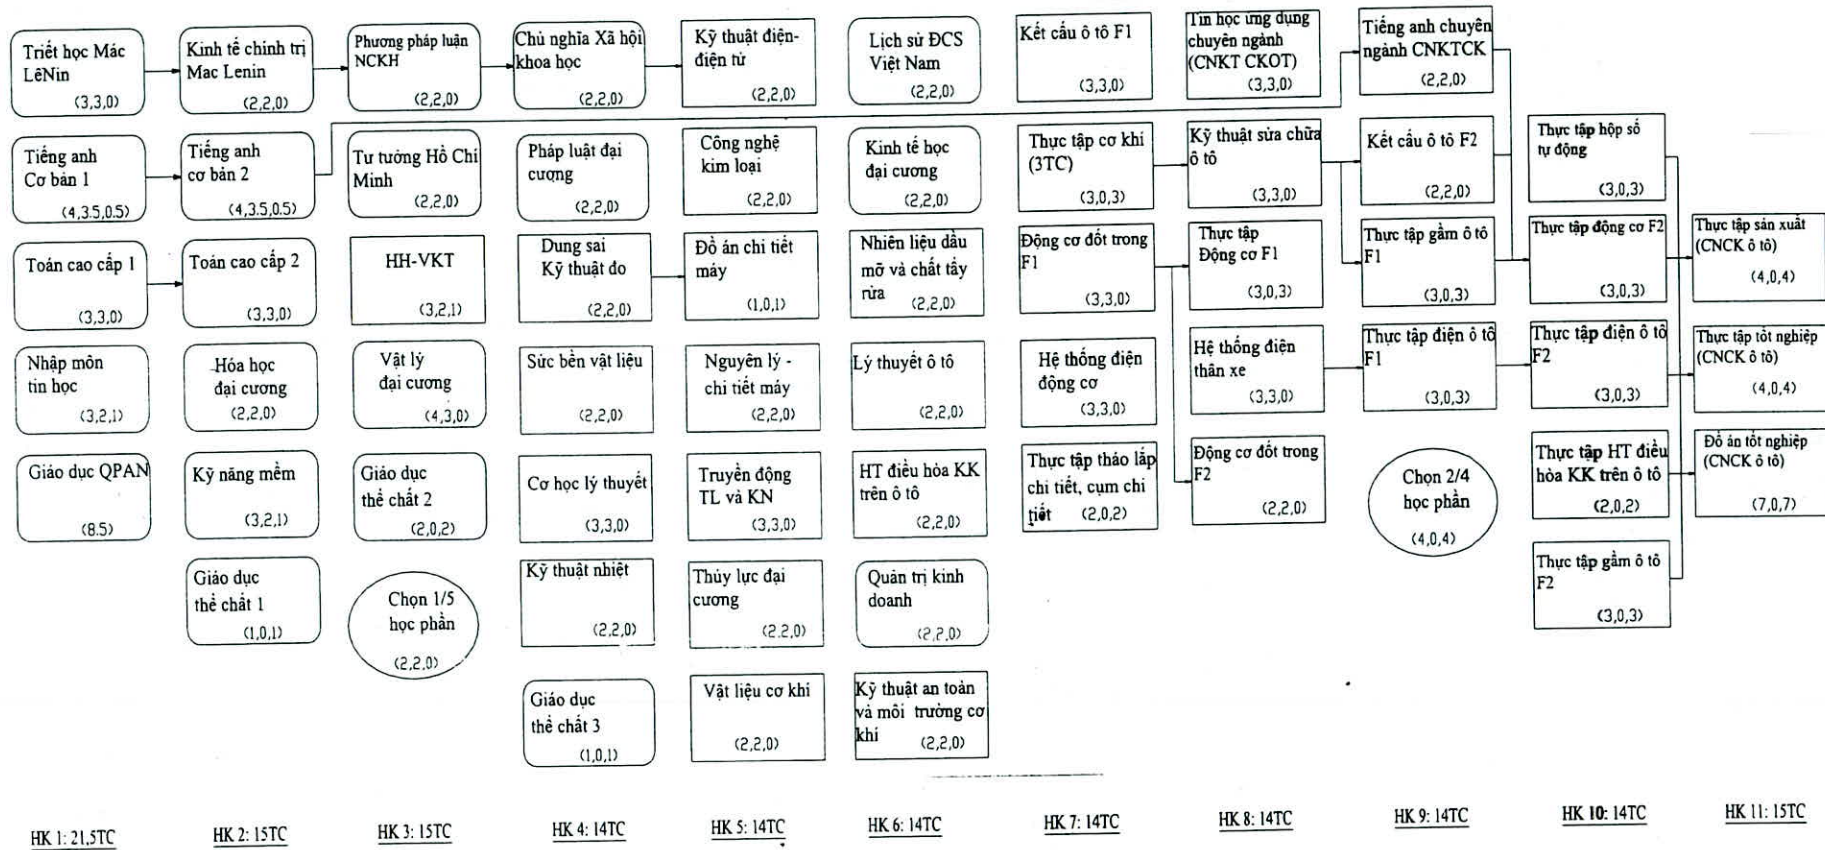 Triết học Mác
LêNin
(3,3,0)
Tiếng anh
Cơ bản 1
(4,3.5,0.5)
Toán cao cấp 1
(3,3,0)
Nhập môn
tin học
(3,2,1)
Giáo dục QPAN
(8.5)
HK 1: 21,5TC
Kinh tế chinh trị
Mac Lenin
(2,2,0)
Tiếng anh
cơ bản 2
(4,3.5,0.5)
Toán cao cấp 2
(3,3,0)
Hóa học
đại cương
(2,2,0)
Kỹ năng mềm
(3,2,1)
Giáo dục
thể chất 1
(1,0,1)
HK 2: 15TC
Phương pháp luận
NCKH
(2,2,0)
Tư tưởng Hồ Chí
Minh
(2,2,0)
HH-VKT
(3,2,1)
Vật lý
đại cương
(4,3,0)
Giáo dục
thể chất 2
(2,0,2)
Chọn 1/5
học phần
(2,2,0)
HK 3: 15TC
Chủ nghĩa Xã hội
khoa học
(2,2,0)
Pháp luật đại
cương
(2,2,0)
Dung sai
Kỹ thuật đo
(2,2,0)
Sức bền vật liệu
(2,2,0)
Cơ học lý thuyết
(3,3,0)
Kỹ thuật nhiệt
(2,2,0)
Giáo dục
thể chất 3
(1,0,1)
HK 4: 14TC
Kỹ thuật điện-
điện tử
(2,2,0)
Công nghệ
kim loại
(2,2,0)
Đồ án chi tiết
máy
(1,0,1)
Nguyên lý -
chi tiết máy
(2,2,0)
Truyền động
TL và KN
(3,3,0)
Thủy lực đại
cương
(2,2,0)
Vật liệu cơ khi
(2,2,0)
HK 5: 14TC
Lịch sử ĐCS
Việt Nam
(2,2,0)
Kinh tế học
đại cương
(2,2,0)
Nhiên liệu dầu
mỡ và chất tẩy
rửa (2,2,0)
Lý thuyết ô tô
(2,2,0)
HT điều hòa KK
trên ô tô
(2,2,0)
Quản trị kinh
doanh
(2,2,0)
Kỹ thuật an toàn
và môi trường cơ
khí (2,2,0)
HK 6: 14TC
Kết cấu ô tô F1
(3,3,0)
Thực tập cơ khí
(3TC)
(3,0,3)
Động cơ đốt trong
F1
(3,3,0)
Hệ thống điện
động cơ
(3,3,0)
Thực tập tháo lắp
chi tiết, cụm chi
tiết (2,0,2)
HK 7: 14TC
Tin học ứng dụng
chuyên ngành
(CNKT CKOT)
(3,3,0)
Kỹ thuật sửa chữa
ô tô
(3,3,0)
Thực tập
Động cơ F1
(3,0,3)
Hệ thống điện
thân xe
(3,3,0)
Động cơ đốt trong
F2
(2,2,0)
HK 8: 14TC
Tiếng anh chuyên
ngành CNKTCK
(2,2,0)
Kết cấu ô tô F2
(2,2,0)
Thực tập gầm ô tô
F1
(3,0,3)
Thực tập điện ô tô
F1
(3,0,3)
Chọn 2/4
học phần
(4,0,4)
HK 9: 14TC
Thực tập hộp số
tự động
(3,0,3)
Thực tập động cơ F2
(3,0,3)
Thực tập điện ô tô
F2
(3,0,3)
Thực tập HT điều
hòa KK trên ô tô
(2,0,2)
Thực tập gầm ô tô
F2
(3,0,3)
HK 10: 14TC
Thực tập sản xuất
(CNCK ô tô)
(4,0,4)
Thực tập tốt nghiệp
(CNCK ô tô)
(4,0,4)
Đồ án tốt nghiệp
(CNCK ô tô)
(7,0,7)
HK 11: 15TC